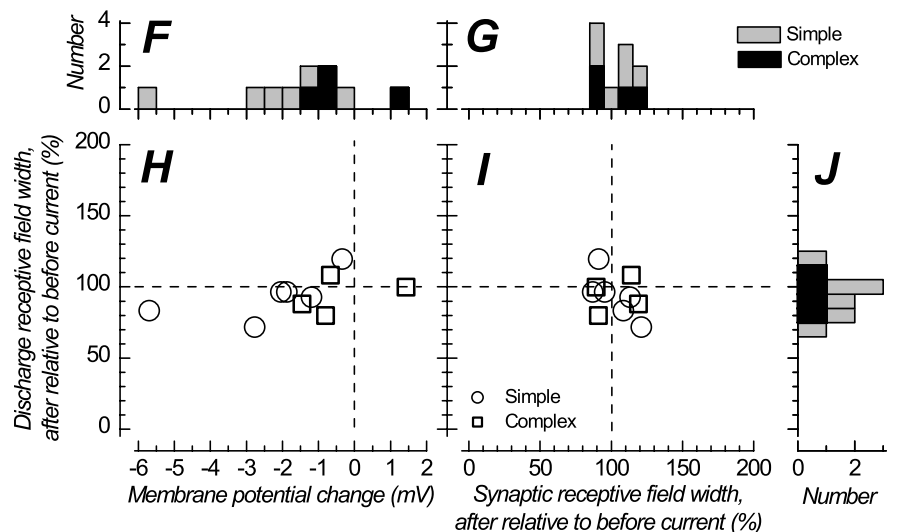 F
G
Simple
Complex
Number
4
2
0
H
I
J
Discharge receptive field width,
after relative to before current (%)
200
150
100
50
0
Simple
Complex
-6 -5 -4 -3 -2 -1 0 1 2
0 50 100 150 200
0 2
Membrane potential change (mV)
Synaptic receptive field width,
after relative to before current (%)
Number